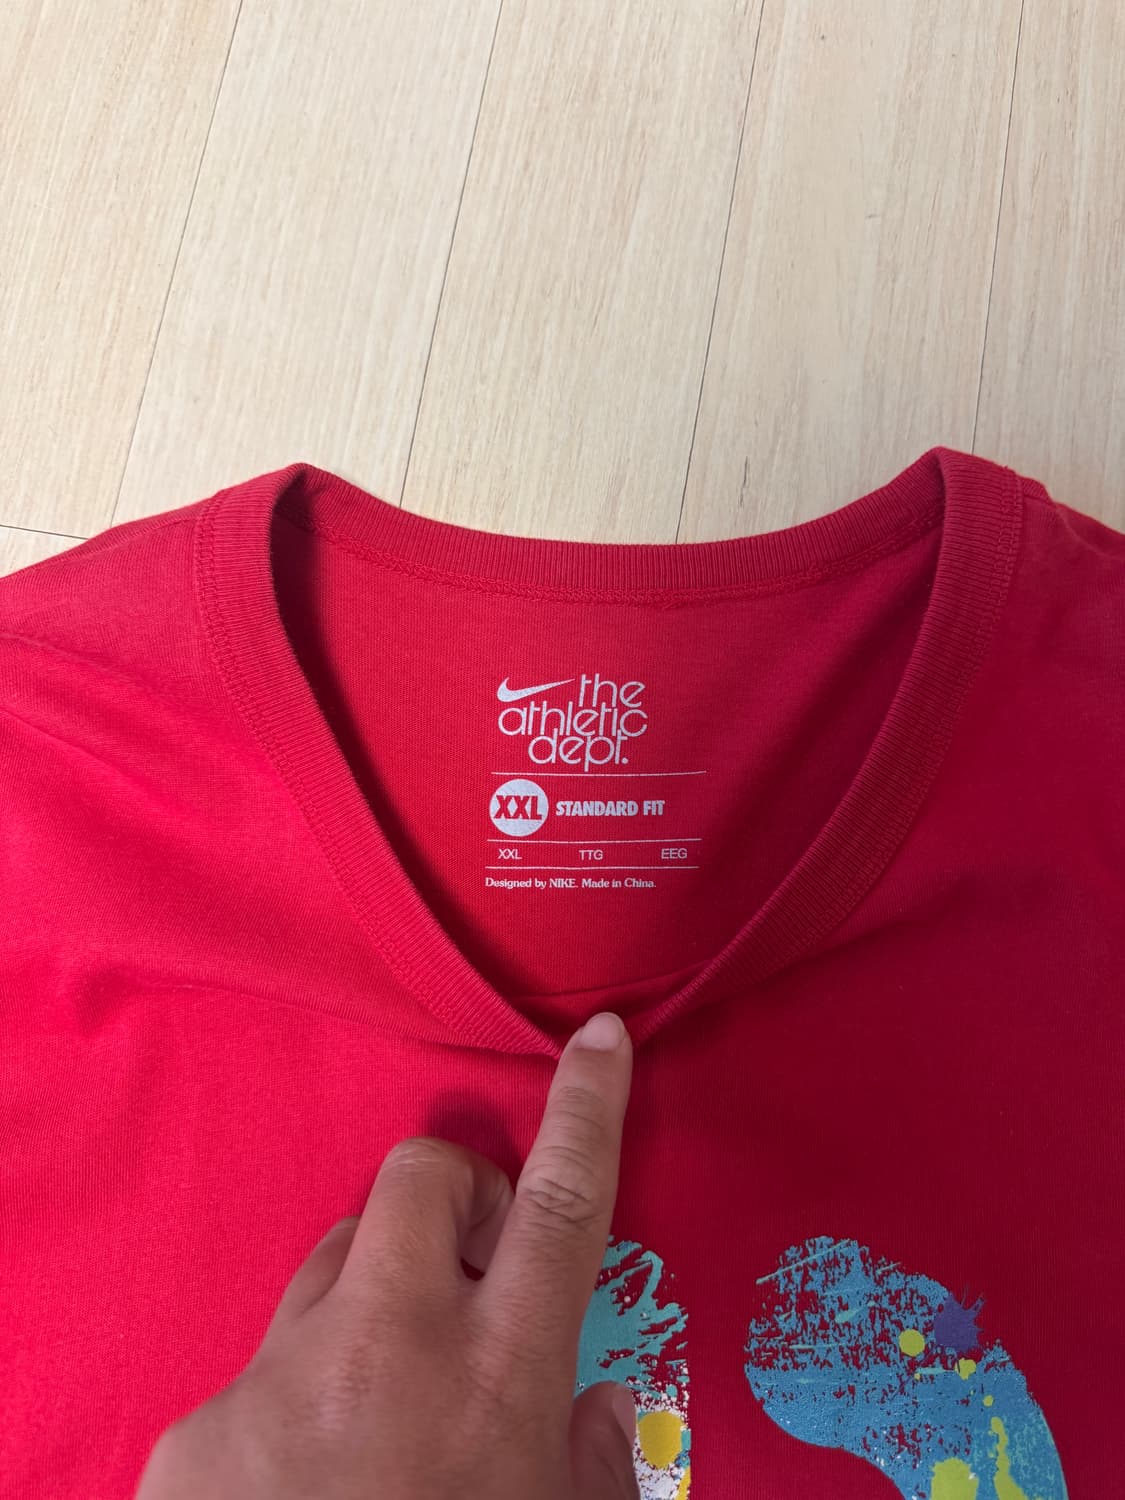 the
athletic
dept.
XXL STANDARD FIT
XXL TTG EEG
Designed by NIKE. Made in China.